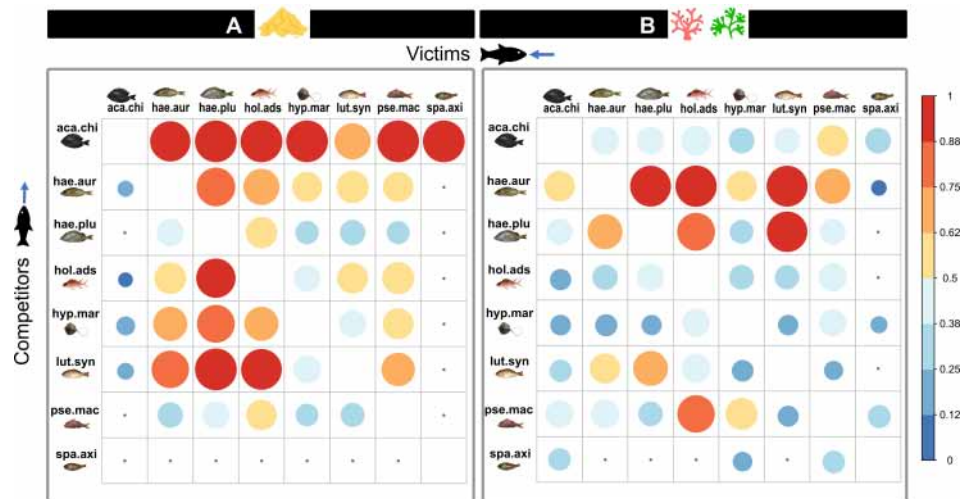 A
B
Victims
aca.chi hae.aur hae.plu hol.ads hyp.mar lut.syn pse.mac spa.axi
aca.chi hae.aur hae.plu hol.ads hyp.mar lut.syn pse.mac spa.axi
Competitors
aca.chi
hae.aur
hae.plu
hol.ads
hyp.mar
lut.syn
pse.mac
spa.axi
aca.chi
hae.aur
hae.plu
hol.ads
hyp.mar
lut.syn
pse.mac
spa.axi
1
0.88
0.75
0.62
0.5
0.38
0.25
0.12
0